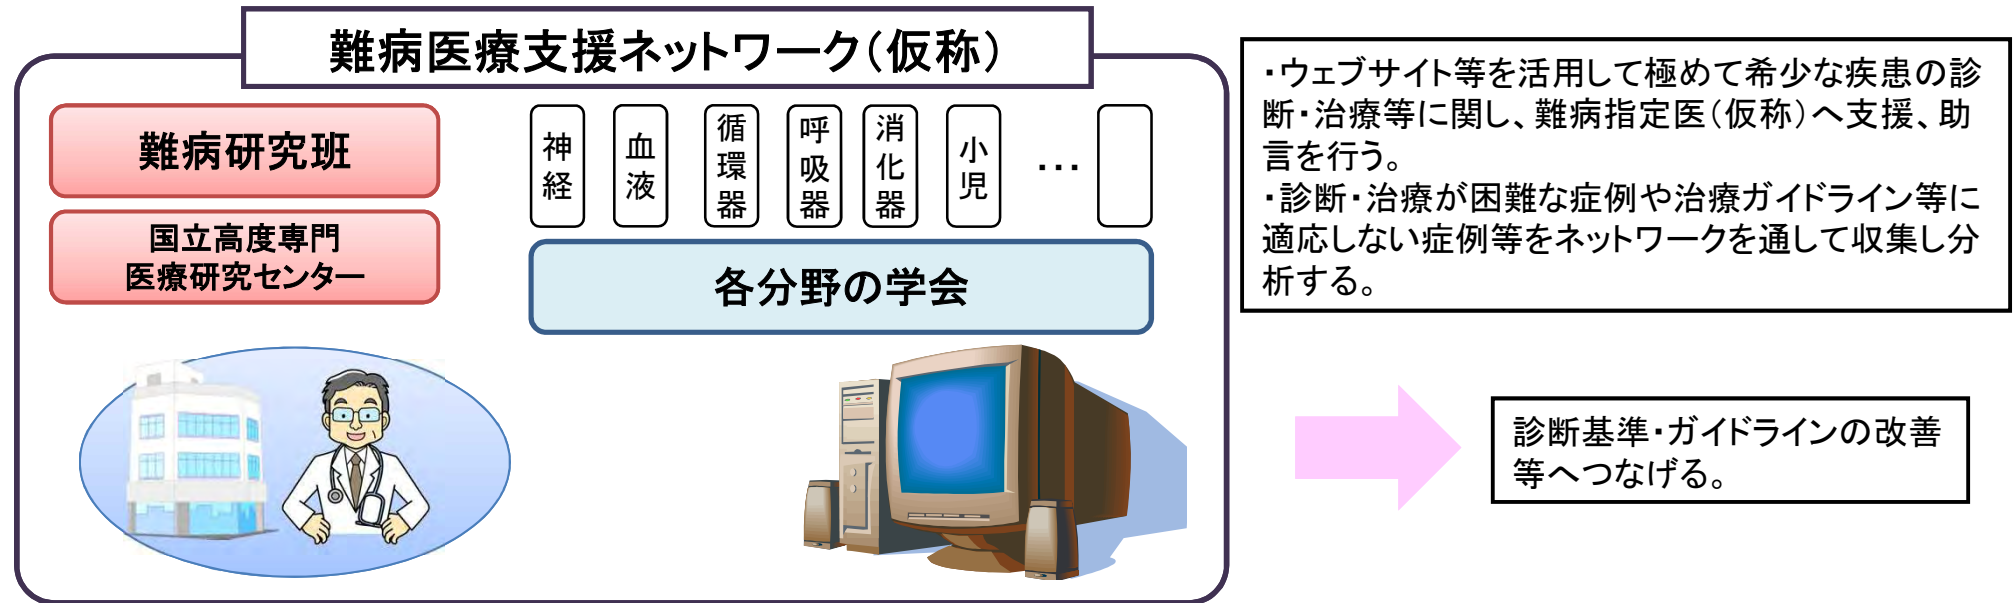 難病医療支援ネットワーク(仮称)
難病研究班
国立高度専門
医療研究センター
神経
血液
循環器
呼吸器
消化器
小児
･･･
各分野の学会
・ウェブサイト等を活用して極めて希少な疾患の診
断・治療等に関し、難病指定医(仮称)へ支援、助
言を行う。
・診断・治療が困難な症例や治療ガイドライン等に
適応しない症例等をネットワークを通して収集し分
析する。
診断基準・ガイドラインの改善
等へつなげる。